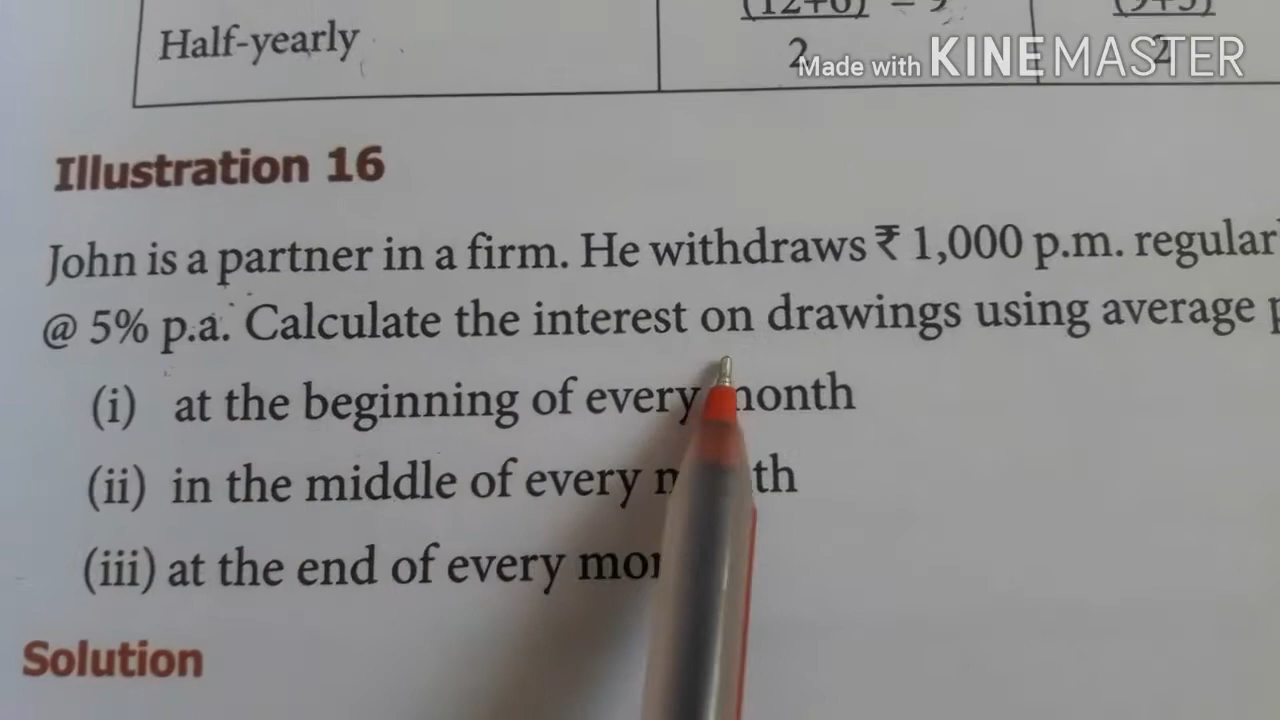 Half-yearly
2
2
Made with KINEMASTER
Illustration 16
John is a partner in a firm. He withdraws ₹ 1,000 p.m. regular
@ 5% p.a. Calculate the interest on drawings using average
(i) at the beginning of every month
(ii) in the middle of every
(iii) at the end of every
Solution